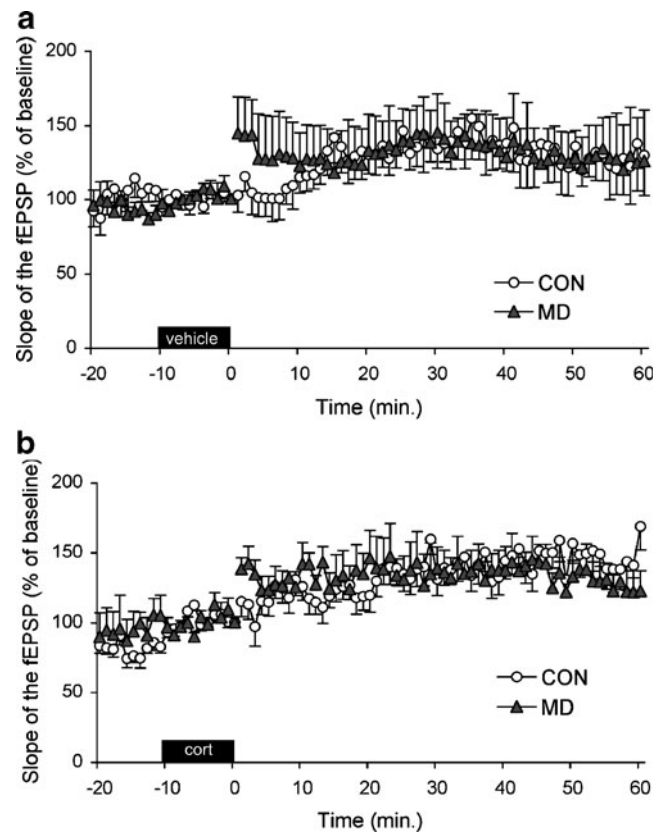 a
Slope of the fEPSP (% of baseline)
200
150
100
50
0
vehicle
CON
MD
-20 -10 0 10 20 30 40 50 60
Time (min.)
b
Slope of the fEPSP (% of baseline)
200
150
100
50
0
cort
CON
MD
-20 -10 0 10 20 30 40 50 60
Time (min.)